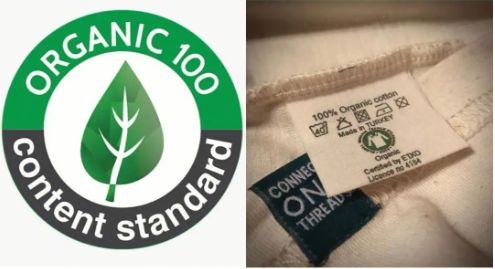 ORGANIC 100
content standard
100% Organic cotton
40
Made in TURKEY
Organic
Certified by ETKO
Licence no 4194
CONNEC
ON
THREAD